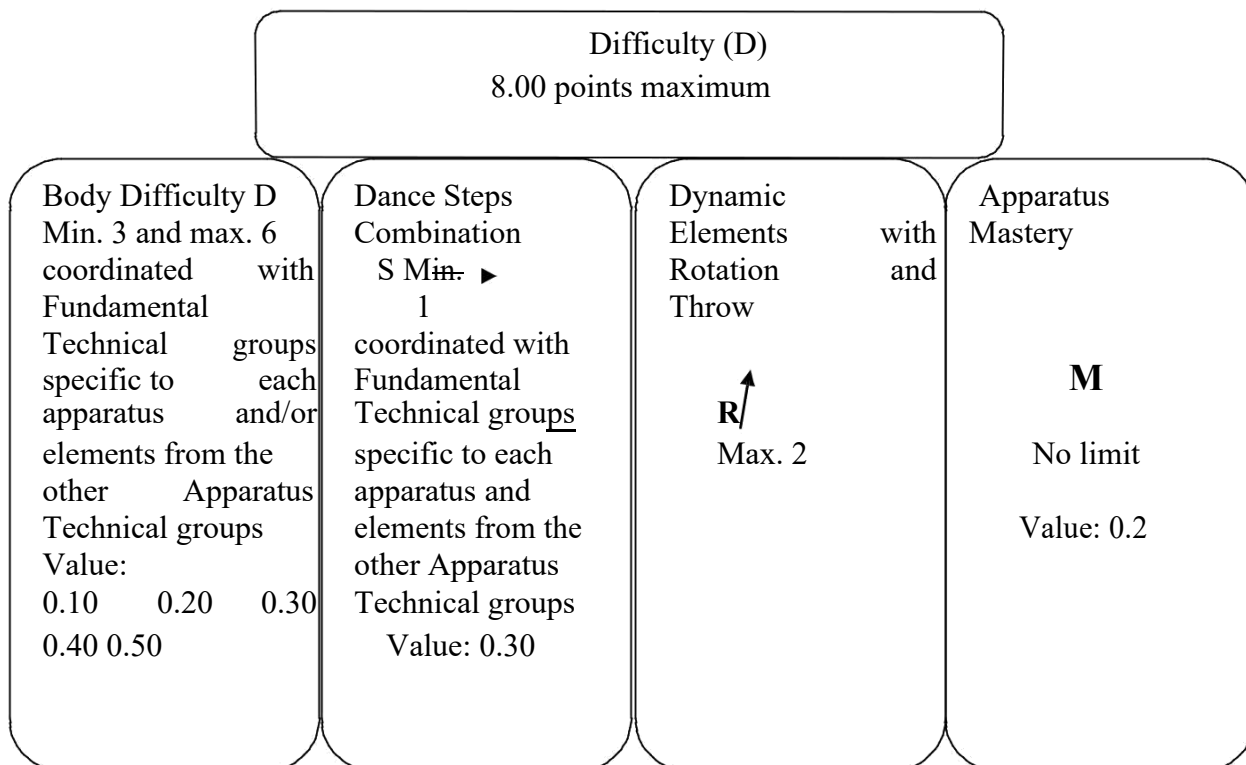 Difficulty (D)
8.00 points maximum
Body Difficulty D
Min. 3 and max. 6
coordinated with
Fundamental
Technical groups
specific to each
apparatus and/or
elements from the
other Apparatus
Technical groups
Value:
0.10 0.20 0.30
0.40 0.50
Dance Steps
Combination
S Min.
1
coordinated with
Fundamental
Technical groups
specific to each
apparatus and
elements from the
other Apparatus
Technical groups
Value: 0.30
Dynamic
Elements with
Rotation and
Throw
R
Max. 2
Apparatus
Mastery
M
No limit
Value: 0.2